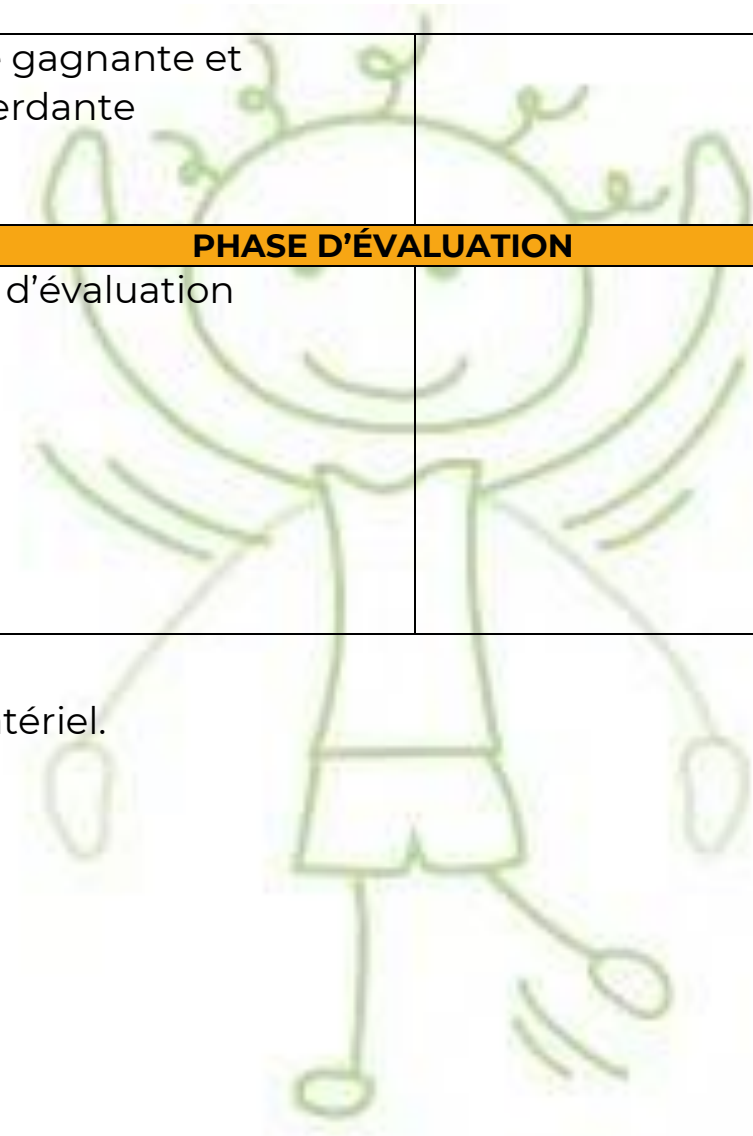 gagnante et
erdante
PHASE D’ÉVALUATION
d’évaluation
tériel.